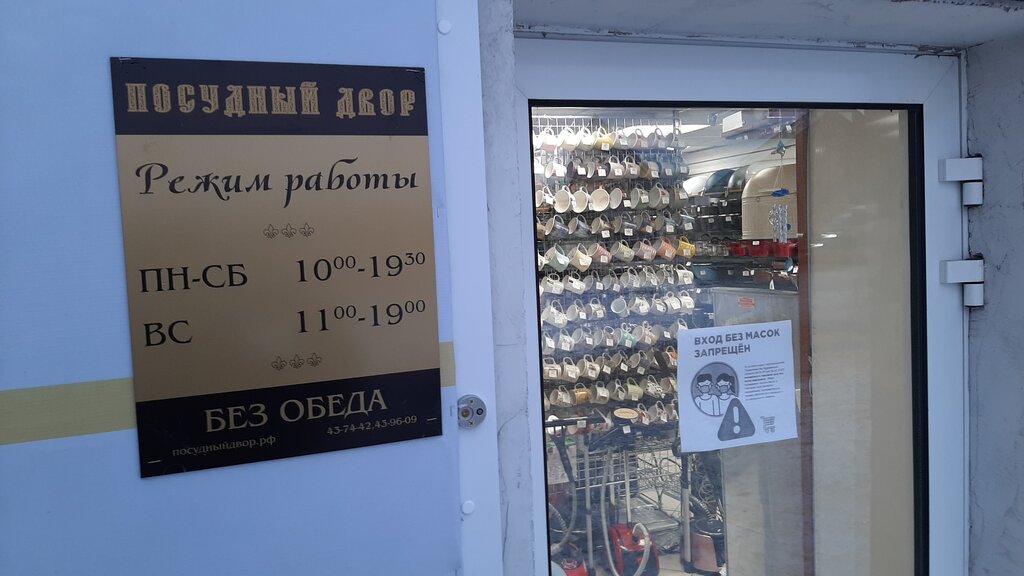 ПОСУДНЫЙ ДВОР
Режим работы
ПН-СБ 10⁰⁰-19³⁰
ВС 11⁰⁰-19⁰⁰
БЕЗ ОБЕДА
посудныйдвор.рф 43-74-42, 43-96-09
ВХОД БЕЗ МАСОК
ЗАПРЕЩЁН